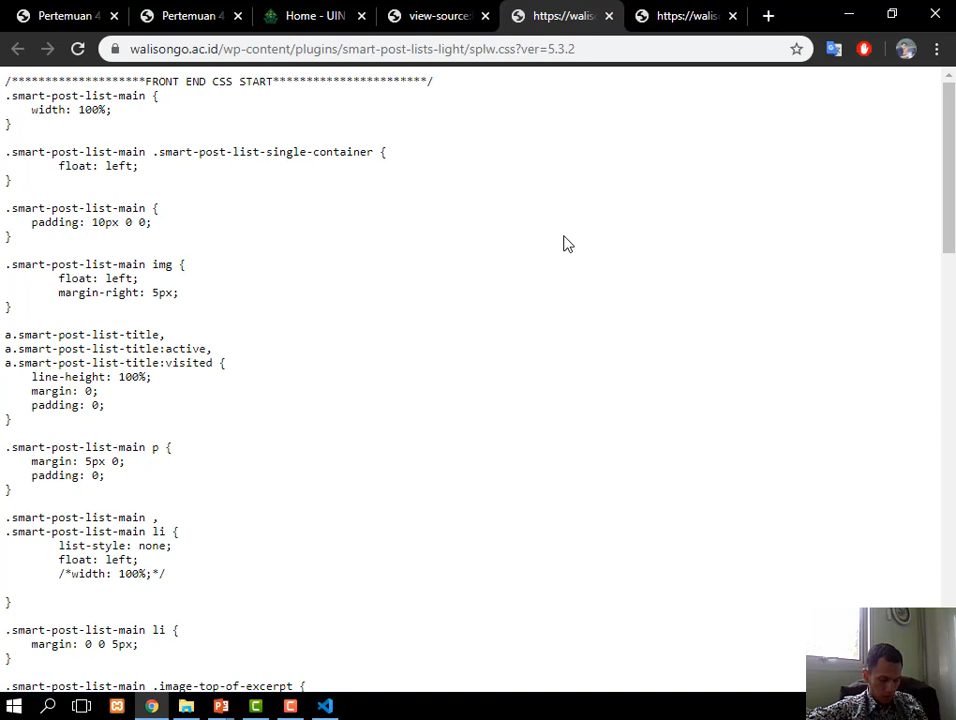 Pertemuan 4
Pertemuan 4
Home - UIN
view-source:
https://walis
https://walis
walisongo.ac.id/wp-content/plugins/smart-post-lists-light/splw.css?ver=5.3.2
/*********************FRONT END CSS START***********************/
.smart-post-list-main {
width: 100%;
}
.smart-post-list-main .smart-post-list-single-container {
float: left;
}
.smart-post-list-main {
padding: 10px 0 0;
}
.smart-post-list-main img {
float: left;
margin-right: 5px;
}
a.smart-post-list-title,
a.smart-post-list-title:active,
a.smart-post-list-title:visited {
line-height: 100%;
margin: 0;
padding: 0;
}
.smart-post-list-main p {
margin: 5px 0;
padding: 0;
}
.smart-post-list-main ,
.smart-post-list-main li {
list-style: none;
float: left;
/*width: 100%;*/
}
.smart-post-list-main li {
margin: 0 0 5px;
}
.smart-post-list-main .image-top-of-excerpt {